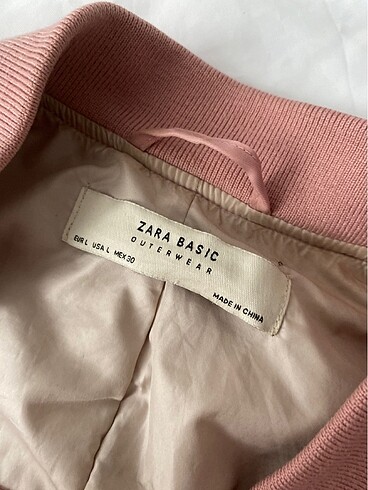 ZARA BASIC
OUTERWEAR
EUR L USA L MEX 30
MADE IN CHINA